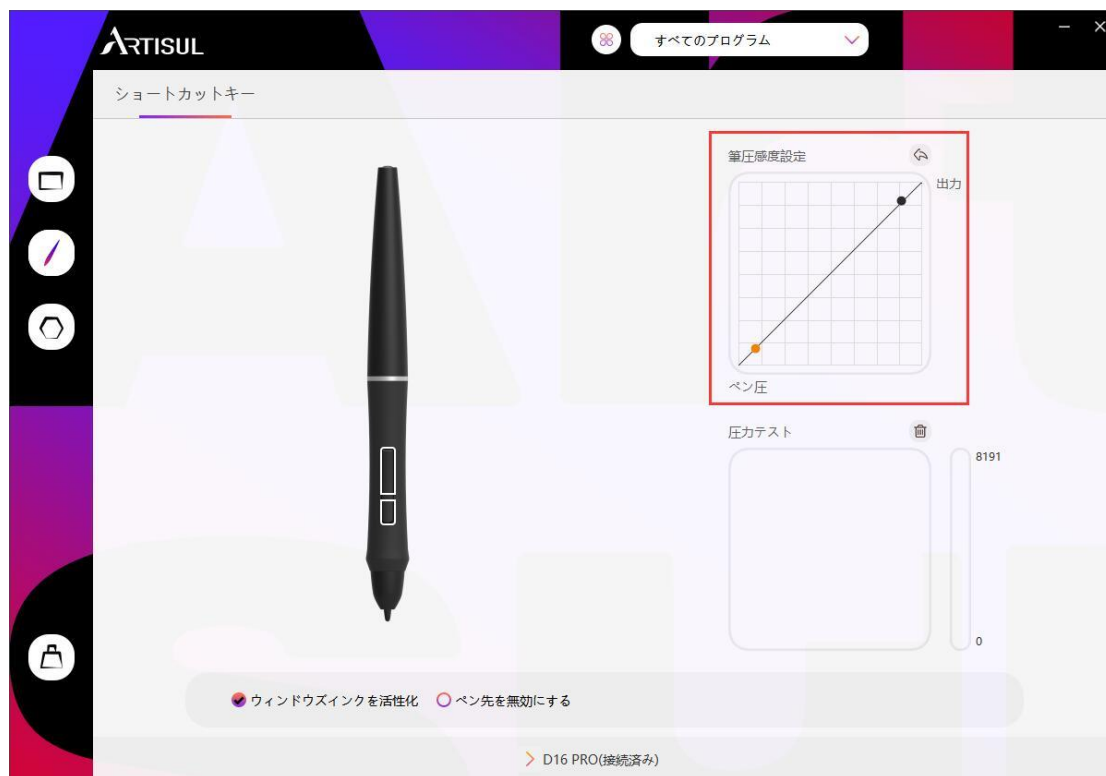 ARTISUL
すべてのプログラム
ショートカットキー
筆圧感度設定
出力
ペン圧
圧力テスト
8191
0
ウィンドウズインクを活性化
ペン先を無効にする
D16 PRO(接続済み)